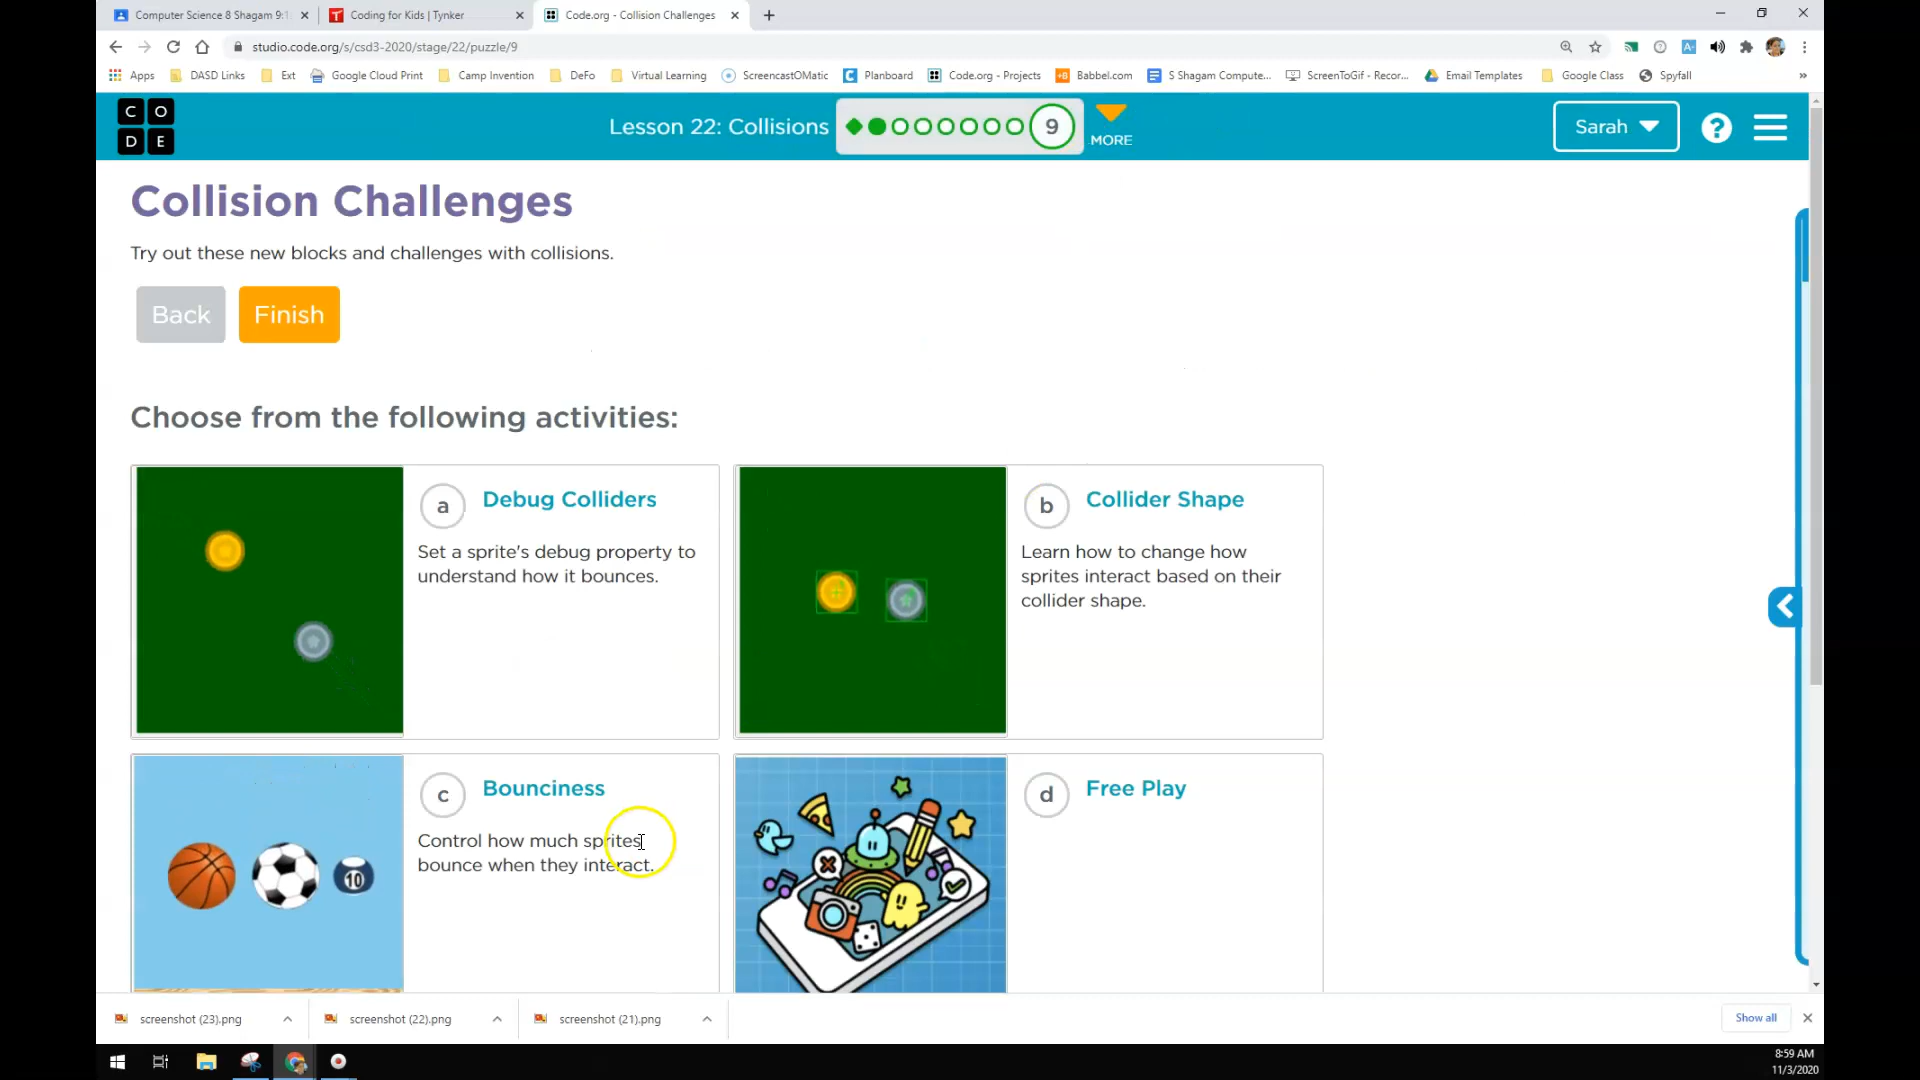 Computer Science 8 Shagam 9:1
Coding for Kids | Tynker
Code.org - Collision Challenges
studio.code.org/s/csd3-2020/stage/22/puzzle/9
Apps
DASD Links
Ext
Google Cloud Print
Camp Invention
DeFo
Virtual Learning
ScreencastOMatic
Planboard
Code.org - Projects
Babbel.com
S Shagam Compute...
ScreenToGif - Recor...
Email Templates
Google Class
Spyfall
C O
D E
Lesson 22: Collisions
9
MORE
Sarah
?
Collision Challenges
Try out these new blocks and challenges with collisions.
Back
Finish
Choose from the following activities:
a
Debug Colliders
Set a sprite's debug property to
understand how it bounces.
b
Collider Shape
Learn how to change how
sprites interact based on their
collider shape.
10
c
Bounciness
Control how much sprites
bounce when they interact.
d
Free Play
screenshot (23).png
screenshot (22).png
screenshot (21).png
Show all
8:59 AM
11/3/2020